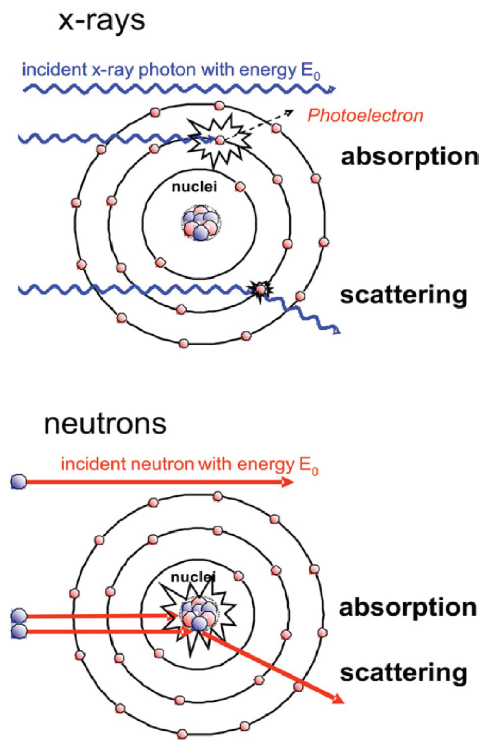 x-rays
incident x-ray photon with energy E₀
Photoelectron
absorption
nuclei
scattering
neutrons
incident neutron with energy E₀
nuclei
absorption
scattering